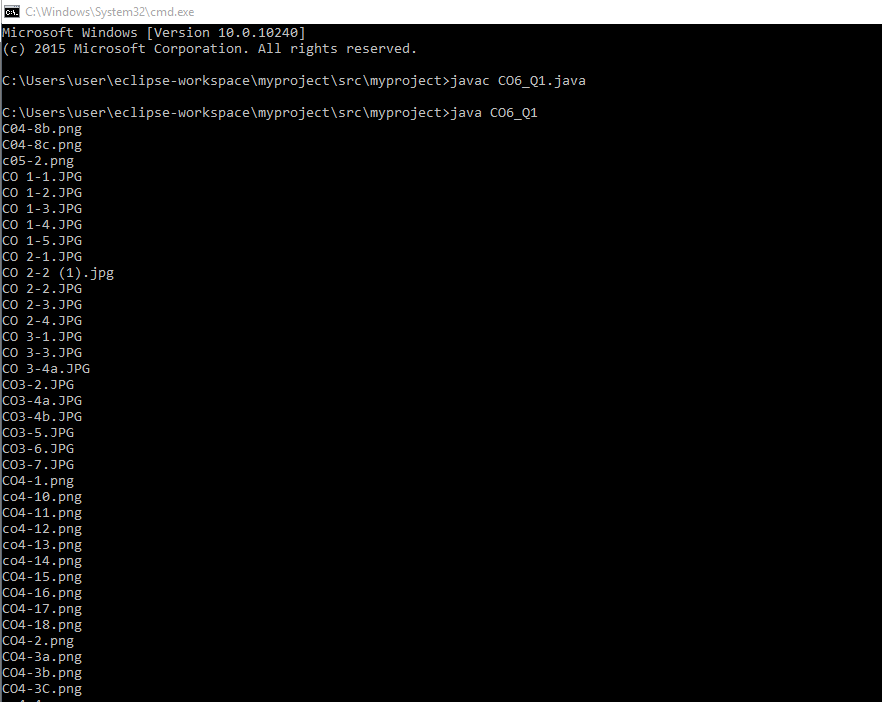 C:\Windows\System32\cmd.exe
Microsoft Windows [Version 10.0.10240]
(c) 2015 Microsoft Corporation. All rights reserved.
C:\Users\user\eclipse-workspace\myproject\src\myproject>javac CO6_Q1.java
C:\Users\user\eclipse-workspace\myproject\src\myproject>java CO6_Q1
C04-8b.png
C04-8c.png
c05-2.png
CO 1-1.JPG
CO 1-2.JPG
CO 1-3.JPG
CO 1-4.JPG
CO 1-5.JPG
CO 2-1.JPG
CO 2-2 (1).jpg
CO 2-2.JPG
CO 2-3.JPG
CO 2-4.JPG
CO 3-1.JPG
CO 3-3.JPG
CO 3-4a.JPG
CO3-2.JPG
CO3-4a.JPG
CO3-4b.JPG
CO3-5.JPG
CO3-6.JPG
CO3-7.JPG
CO4-1.png
co4-10.png
CO4-11.png
co4-12.png
co4-13.png
co4-14.png
CO4-15.png
CO4-16.png
CO4-17.png
CO4-18.png
CO4-2.png
CO4-3a.png
CO4-3b.png
CO4-3C.png